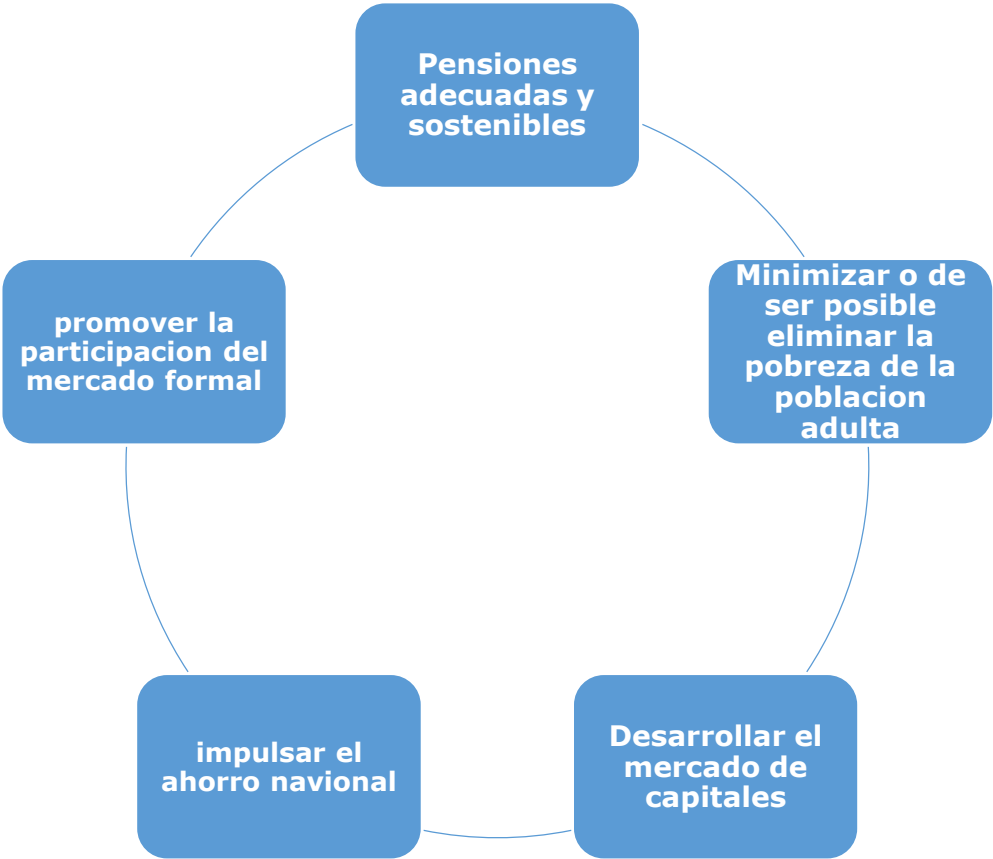 Pensiones
adecuadas y
sostenibles
Minimizar o de
ser posible
eliminar la
pobreza de la
poblacion
adulta
Desarrollar el
mercado de
capitales
impulsar el
ahorro navional
promover la
participacion del
mercado formal